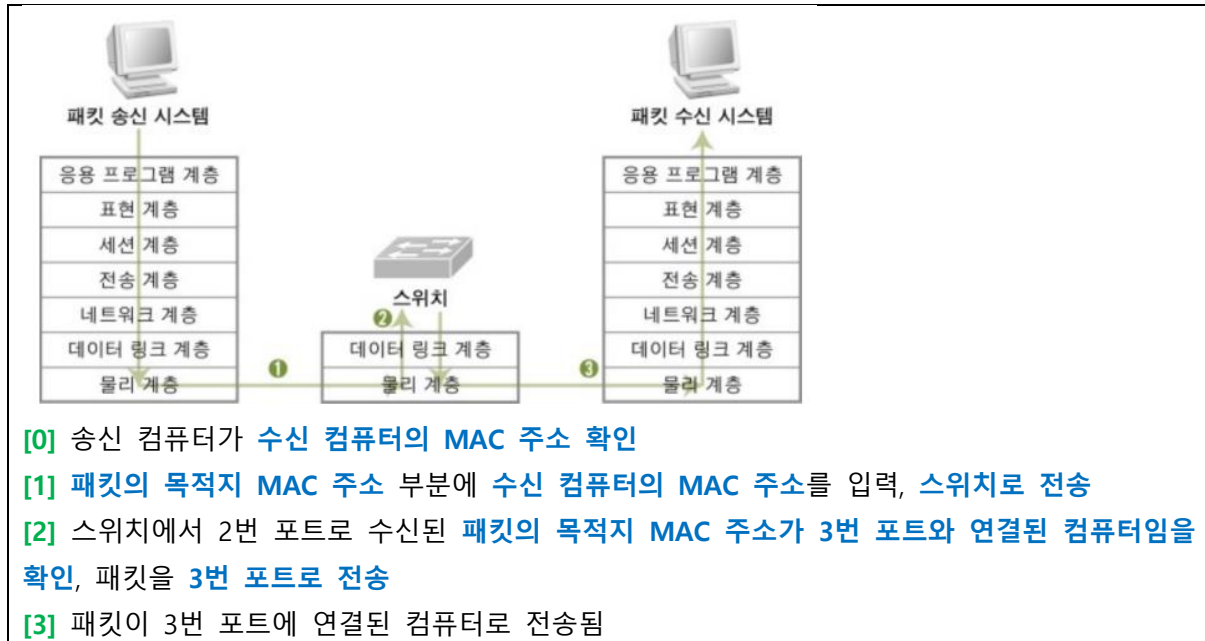 패킷 송신 시스템
패킷 수신 시스템
응용 프로그램 계층
표현 계층
세션 계층
전송 계층
네트워크 계층
데이터 링크 계층
물리 계층
❶
스위치
❷
데이터 링크 계층
물리 계층
❸
응용 프로그램 계층
표현 계층
세션 계층
전송 계층
네트워크 계층
데이터 링크 계층
물리 계층
[0] 송신 컴퓨터가 수신 컴퓨터의 MAC 주소 확인
[1] 패킷의 목적지 MAC 주소 부분에 수신 컴퓨터의 MAC 주소를 입력, 스위치로 전송
[2] 스위치에서 2번 포트로 수신된 패킷의 목적지 MAC 주소가 3번 포트와 연결된 컴퓨터임을
확인, 패킷을 3번 포트로 전송
[3] 패킷이 3번 포트에 연결된 컴퓨터로 전송됨